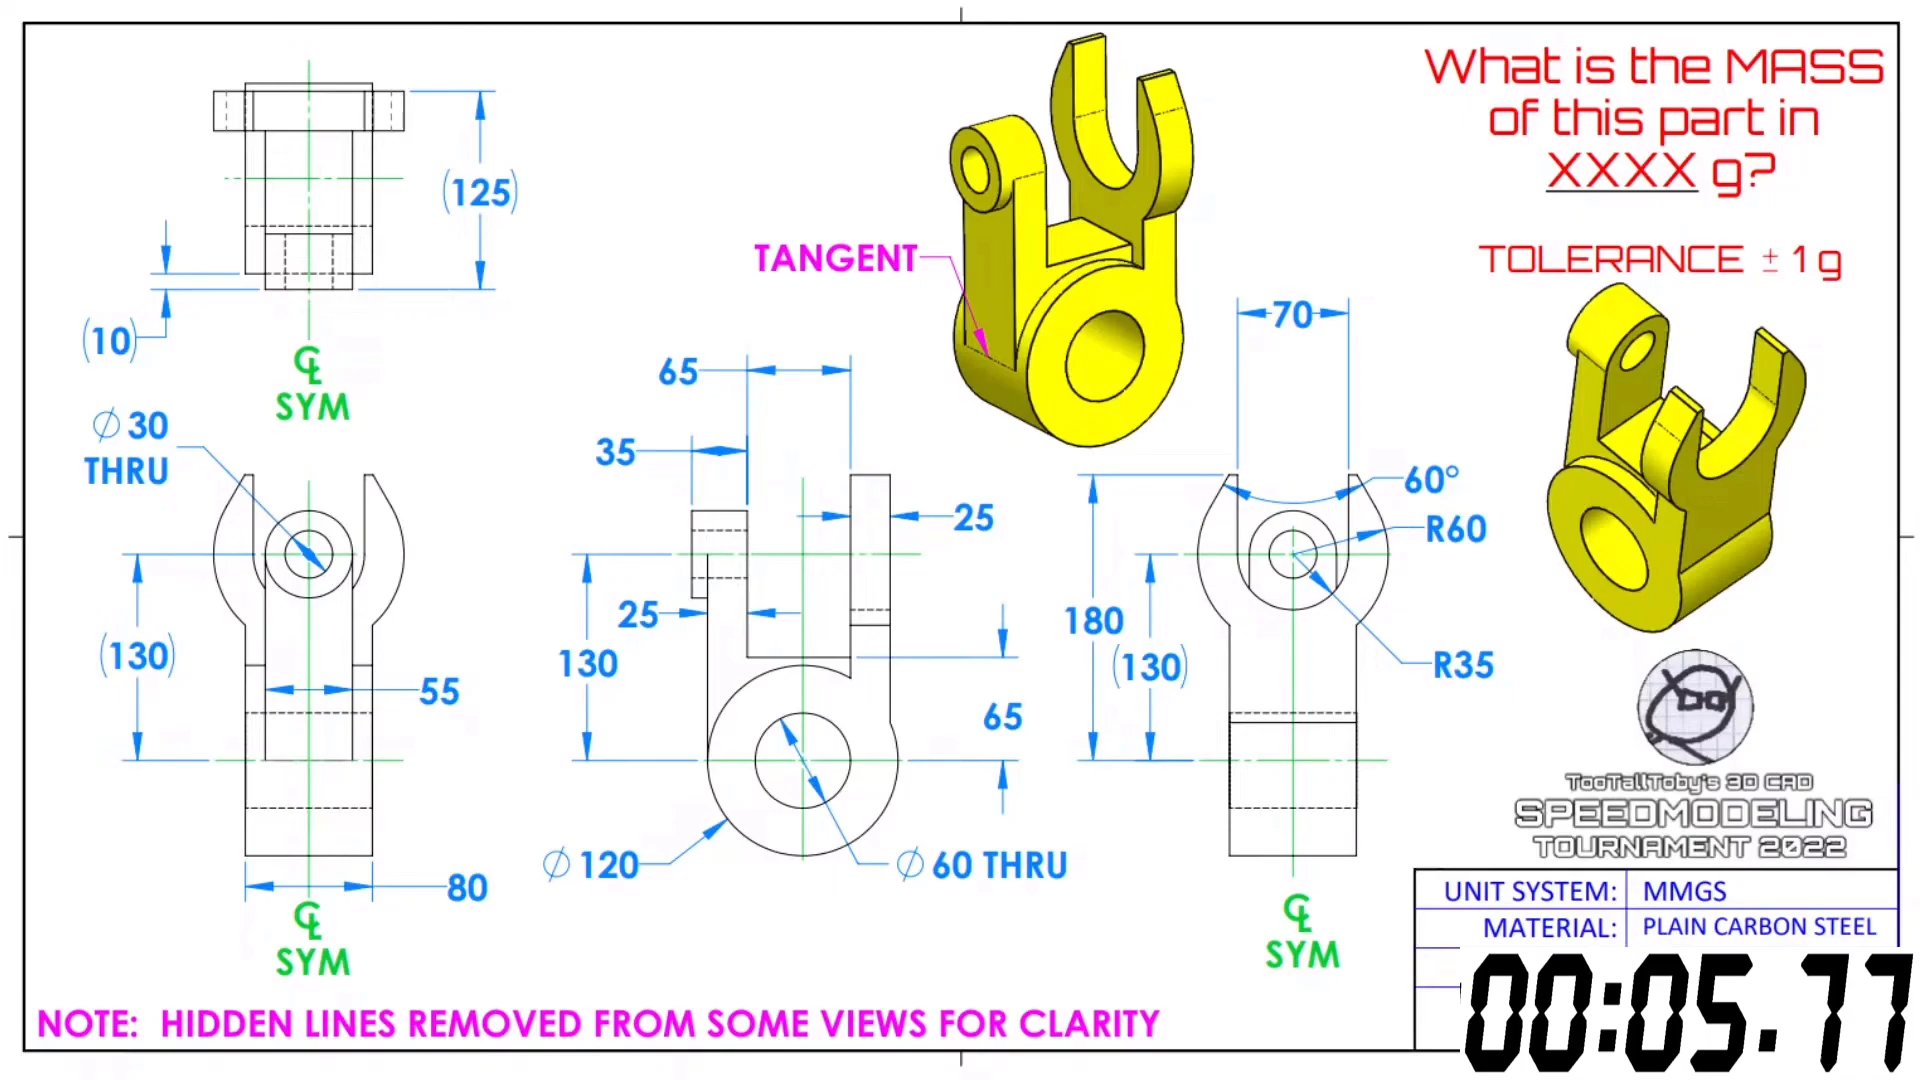 What is the MASS
of this part in
XXXX g?
TOLERANCE ± 1 g
(125)
(10)
℄
SYM
Ø 30
THRU
(130)
55
80
℄
SYM
65
35
25
25
130
65
Ø 120
Ø 60 THRU
TANGENT
70
60°
R60
R35
180
(130)
℄
SYM
TooTallToby's 3D CAD
SPEEDMODELING
TOURNAMENT 2022
UNIT SYSTEM: MMGS
MATERIAL: PLAIN CARBON STEEL
00:05.77
NOTE: HIDDEN LINES REMOVED FROM SOME VIEWS FOR CLARITY